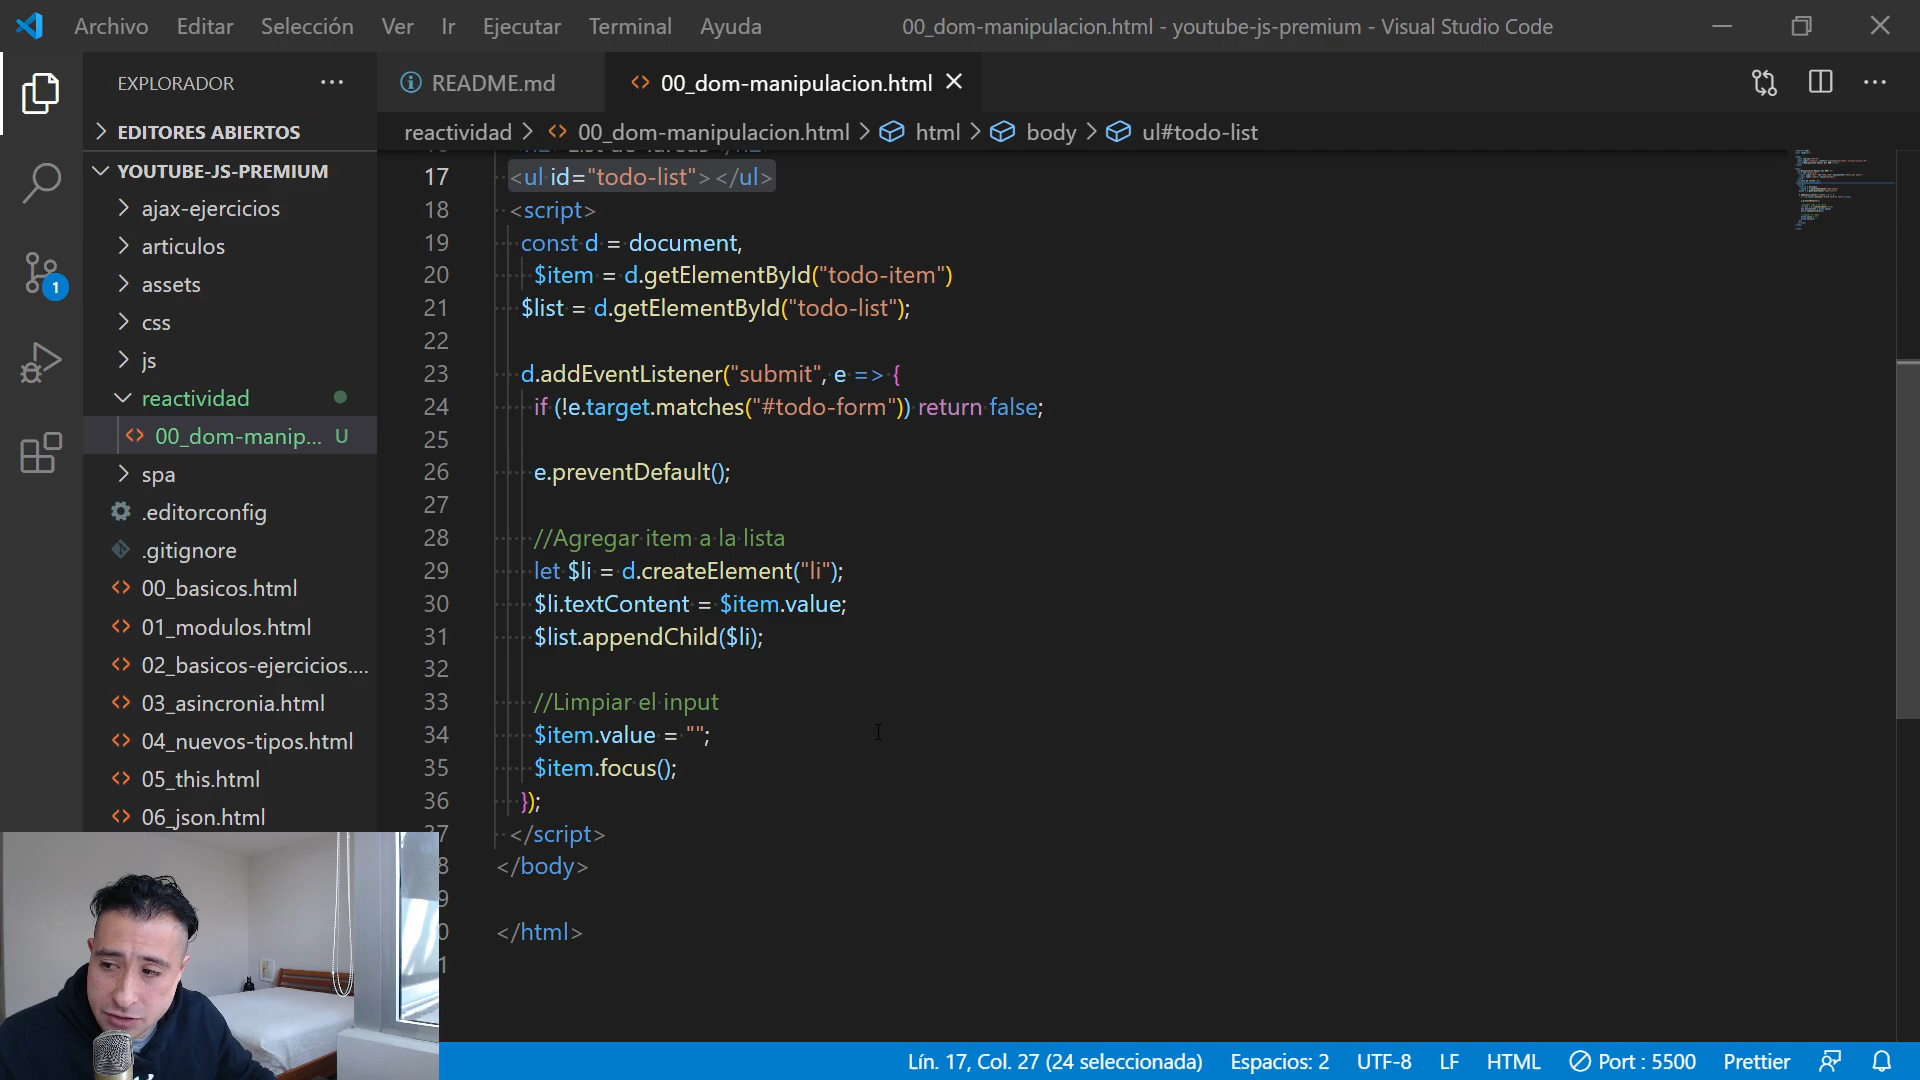 Archivo Editar Selección Ver Ir Ejecutar Terminal Ayuda
00_dom-manipulacion.html - youtube-js-premium - Visual Studio Code
EXPLORADOR
README.md
00_dom-manipulacion.html
EDITORES ABIERTOS
reactividad > 00_dom-manipulacion.html > html > body > ul#todo-list
YOUTUBE-JS-PREMIUM
ajax-ejercicios
articulos
assets
css
js
reactividad
00_dom-manip... U
spa
.editorconfig
.gitignore
00_basicos.html
01_modulos.html
02_basicos-ejercicios....
03_asincronia.html
04_nuevos-tipos.html
05_this.html
06_json.html
1
17 <ul id="todo-list"></ul>
18 <script>
19 const d = document,
20 $item = d.getElementById("todo-item")
21 $list = d.getElementById("todo-list");
22
23 d.addEventListener("submit", e => {
24 if (!e.target.matches("#todo-form")) return false;
25
26 e.preventDefault();
27
28 //Agregar item a la lista
29 let $li = d.createElement("li");
30 $li.textContent = $item.value;
31 $list.appendChild($li);
32
33 //Limpiar el input
34 $item.value = "";
35 $item.focus();
36 });
7 </script>
8 </body>
9
0 </html>
1
Lín. 17, Col. 27 (24 seleccionada) Espacios: 2 UTF-8 LF HTML Port : 5500 Prettier